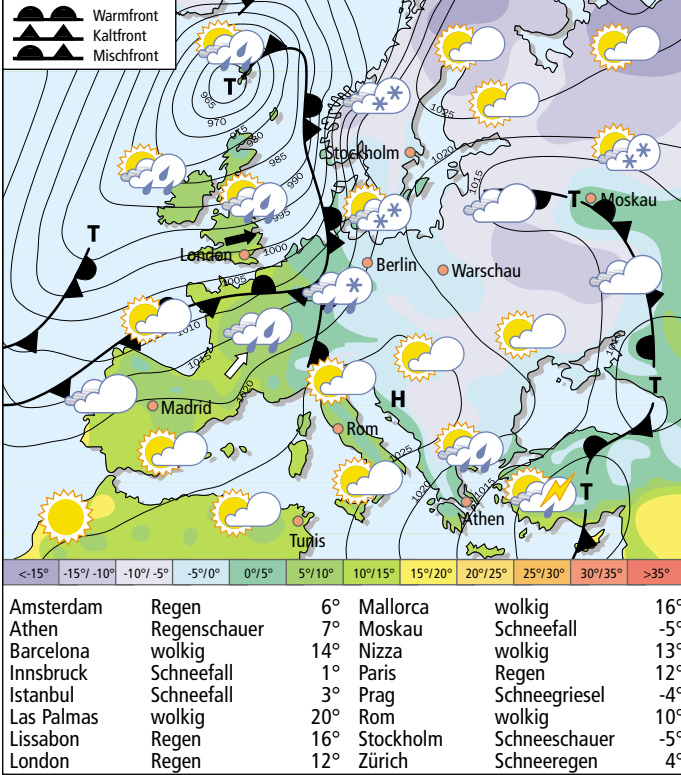 Warmfront
Kaltfront
Mischfront
T
965
970
975
980
985
990
995
1000
1005
1010
1015
1020
1025
1020
1015
Stockholm
T
Moskau
T
London
Berlin
Warschau
H
Madrid
Rom
1025
1020
1015
T
T
Athen
Tunis
<-15° -15°/ -10° -10°/ -5° -5°/0° 0°/5° 5°/10° 10°/15° 15°/20° 20°/25° 25°/30° 30°/35° >35°
Amsterdam Regen 6° Mallorca wolkig 16°
Athen Regenschauer 7° Moskau Schneefall -5°
Barcelona wolkig 14° Nizza wolkig 13°
Innsbruck Schneefall 1° Paris Regen 12°
Istanbul Schneefall 3° Prag Schneegriesel -4°
Las Palmas wolkig 20° Rom wolkig 10°
Lissabon Regen 16° Stockholm Schneeschauer -5°
London Regen 12° Zürich Schneeregen 4°